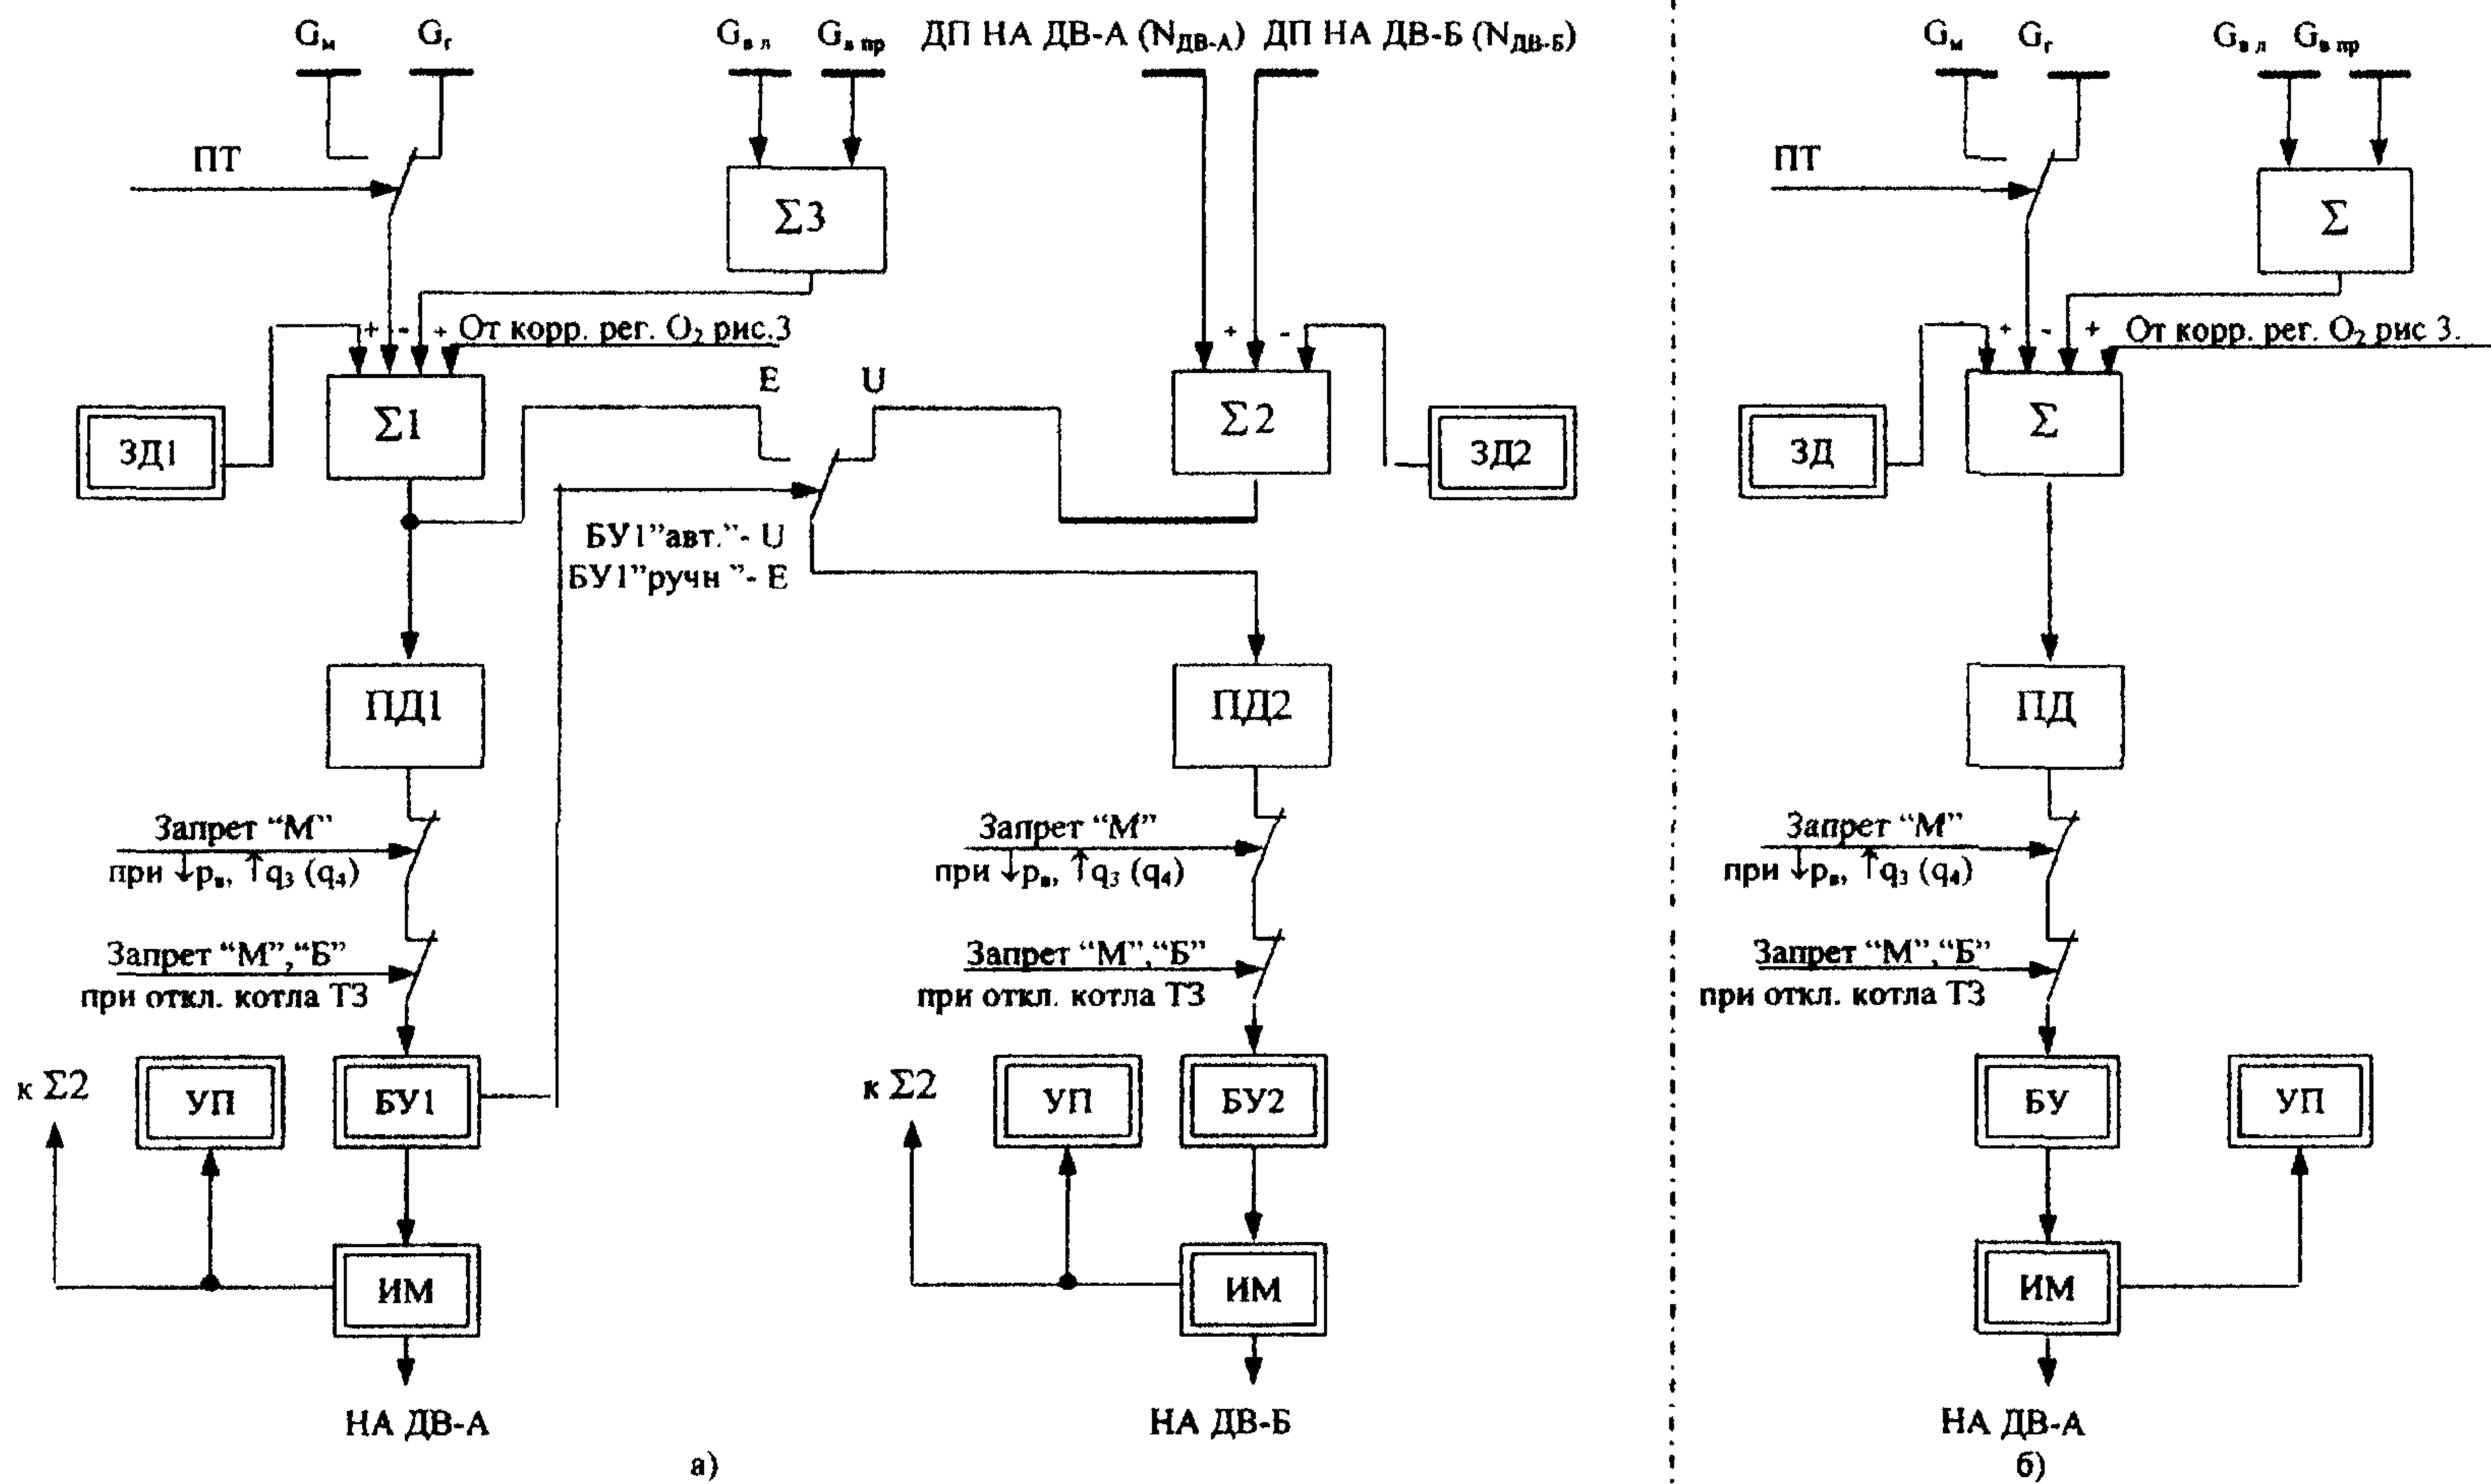 Gм Gг Gв л Gв пр ДП НА ДВ-А (NДВ-А) ДП НА ДВ-Б (NДВ-Б)
ПТ
Σ3
+ - + От корр. рег. O₂ рис.3
+ -
E U
ЗД1
Σ1
Σ2
ЗД2
БУ1"авт."- U
БУ1"ручн "- E
ПД1
ПД2
Запрет "М"
при ↓pв, ↑q₃ (q₄)
Запрет "М"
при ↓pв, ↑q₃ (q₄)
Запрет "М","Б"
при откл. котла ТЗ
Запрет "М","Б"
при откл. котла ТЗ
к Σ2
УП
БУ1
к Σ2
УП
БУ2
ИМ
ИМ
НА ДВ-А
НА ДВ-Б
а)
Gм Gг Gв л Gв пр
ПТ
Σ
+ - + От корр. рег. O₂ рис 3.
ЗД
Σ
ПД
Запрет "М"
при ↓pв, ↑q₃ (q₄)
Запрет "М","Б"
при откл. котла ТЗ
БУ
УП
ИМ
НА ДВ-А
б)